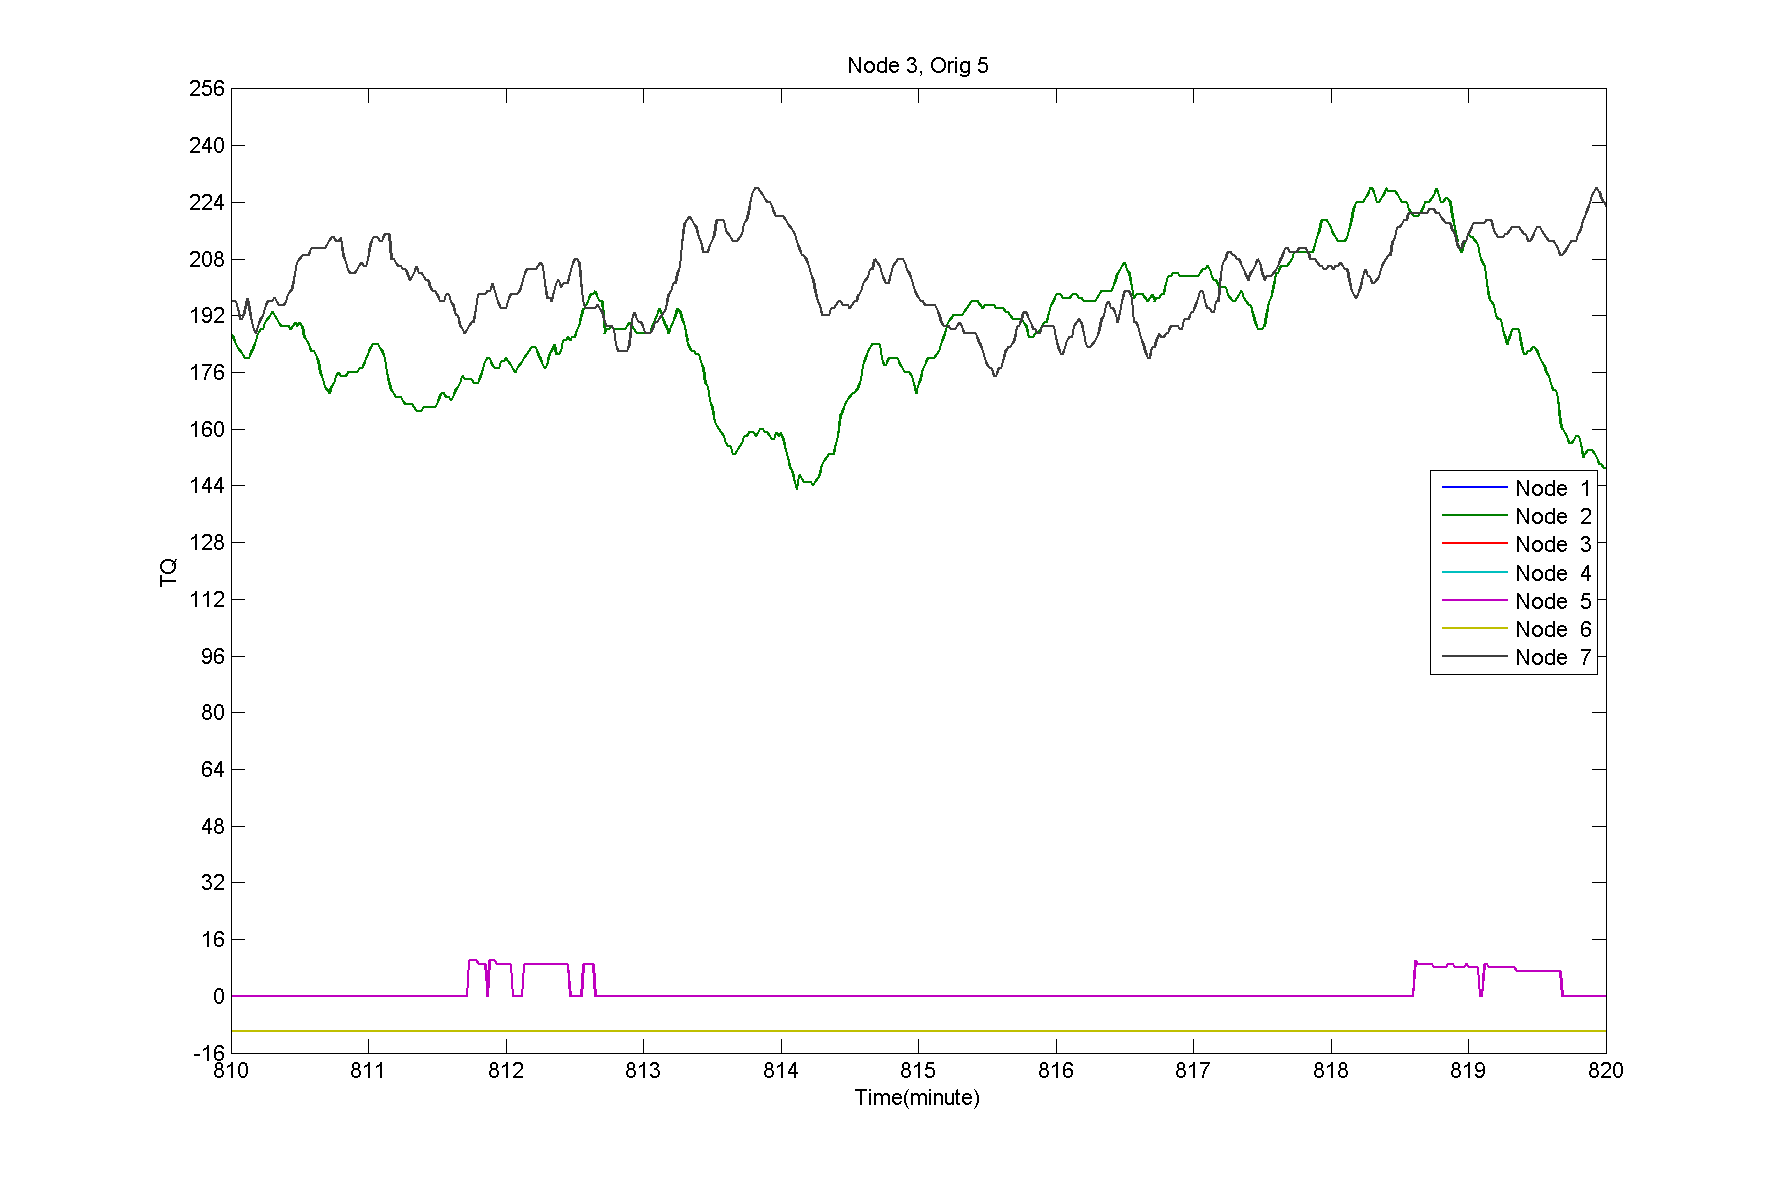 Node 3, Orig 5
256
240
224
208
192
176
160
144
128
112
96
80
64
48
32
16
0
-16
TQ
Node 1
Node 2
Node 3
Node 4
Node 5
Node 6
Node 7
810 811 812 813 814 815 816 817 818 819 820
Time(minute)